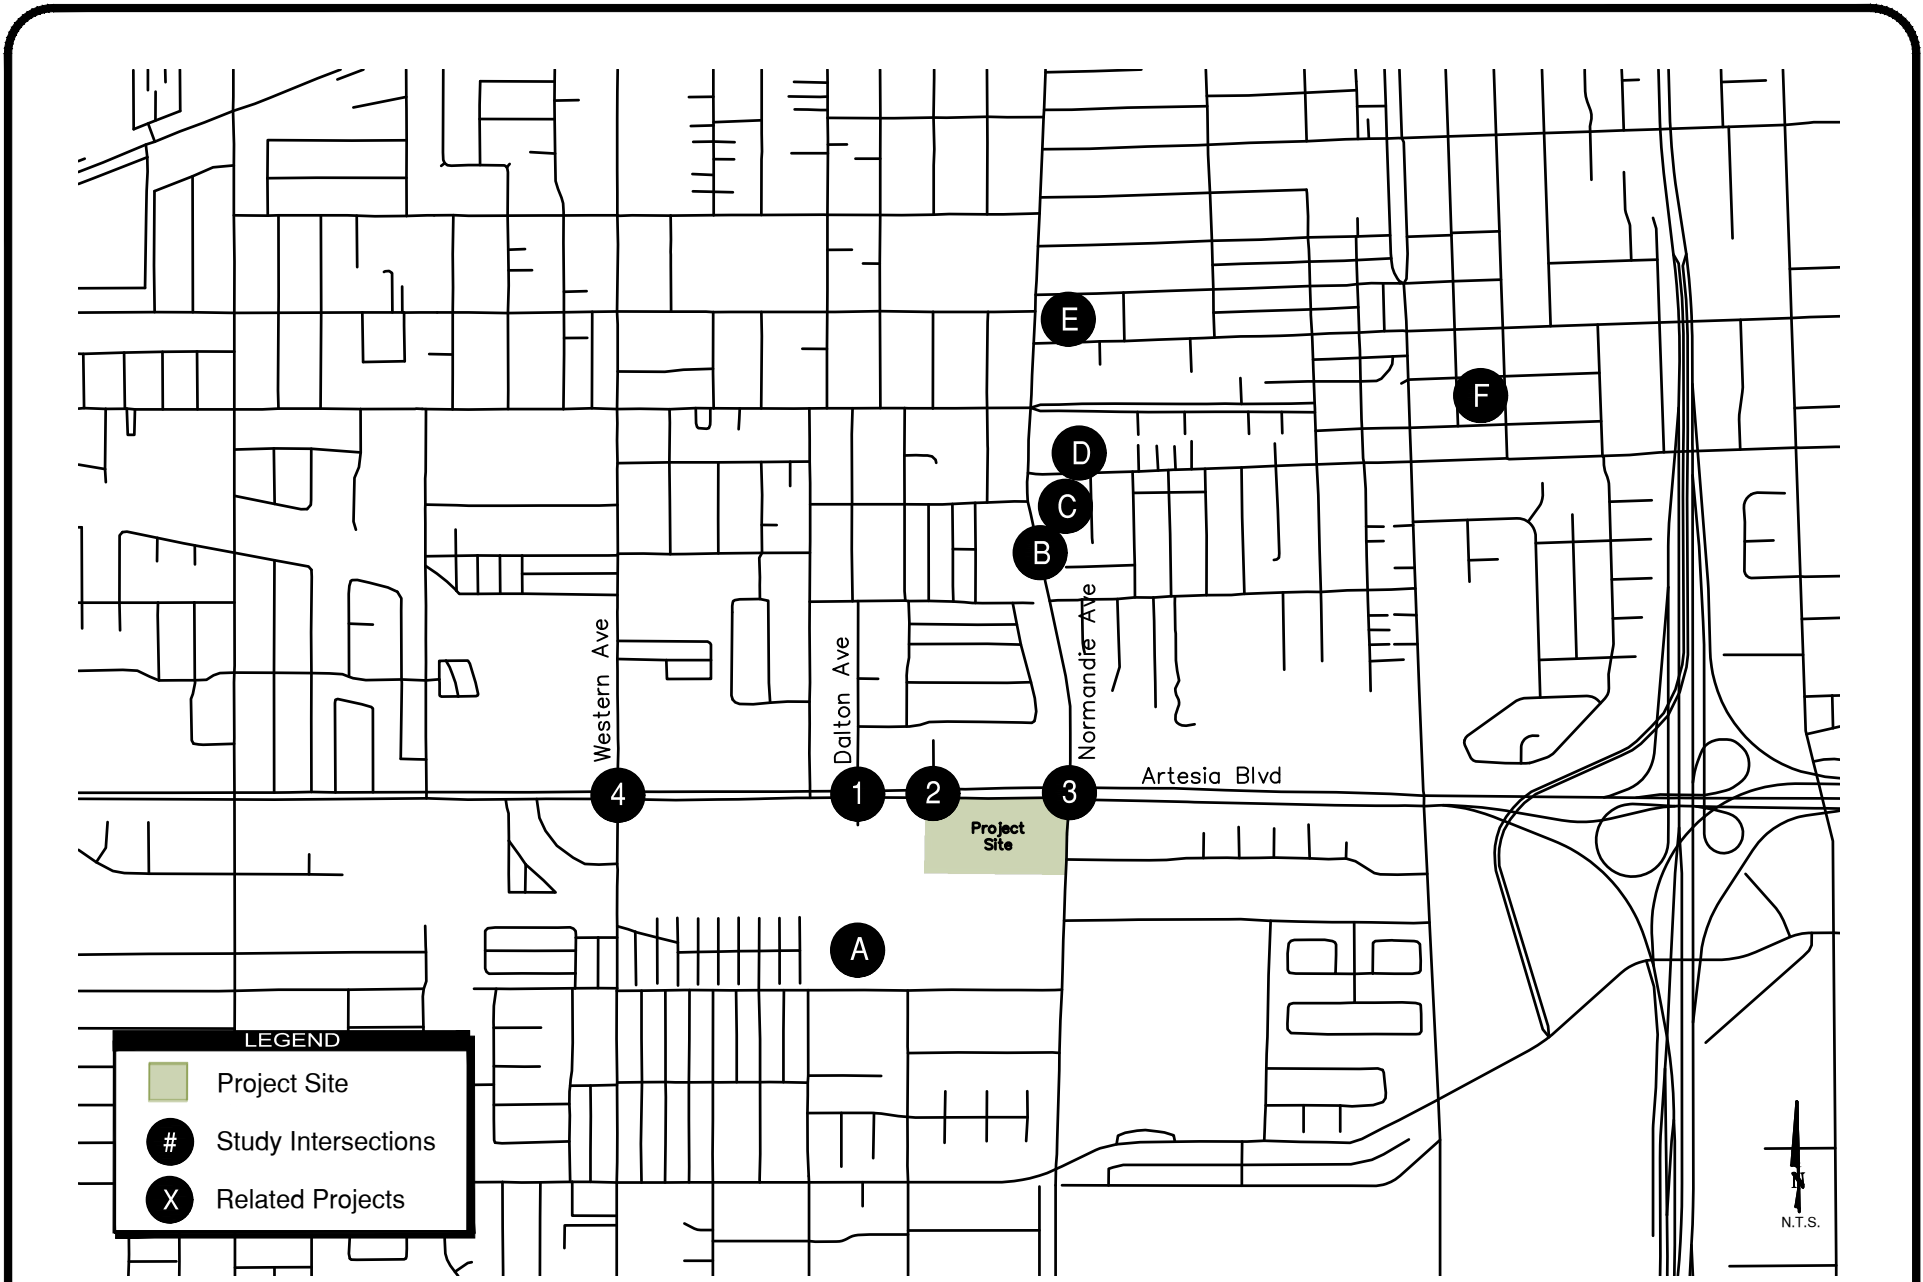 E
F
D
C
B
Western Ave
Dalton Ave
Normandie Ave
Artesia Blvd
4
1
2
3
Project
Site
A
LEGEND
Project Site
# Study Intersections
X Related Projects
N
N.T.S.